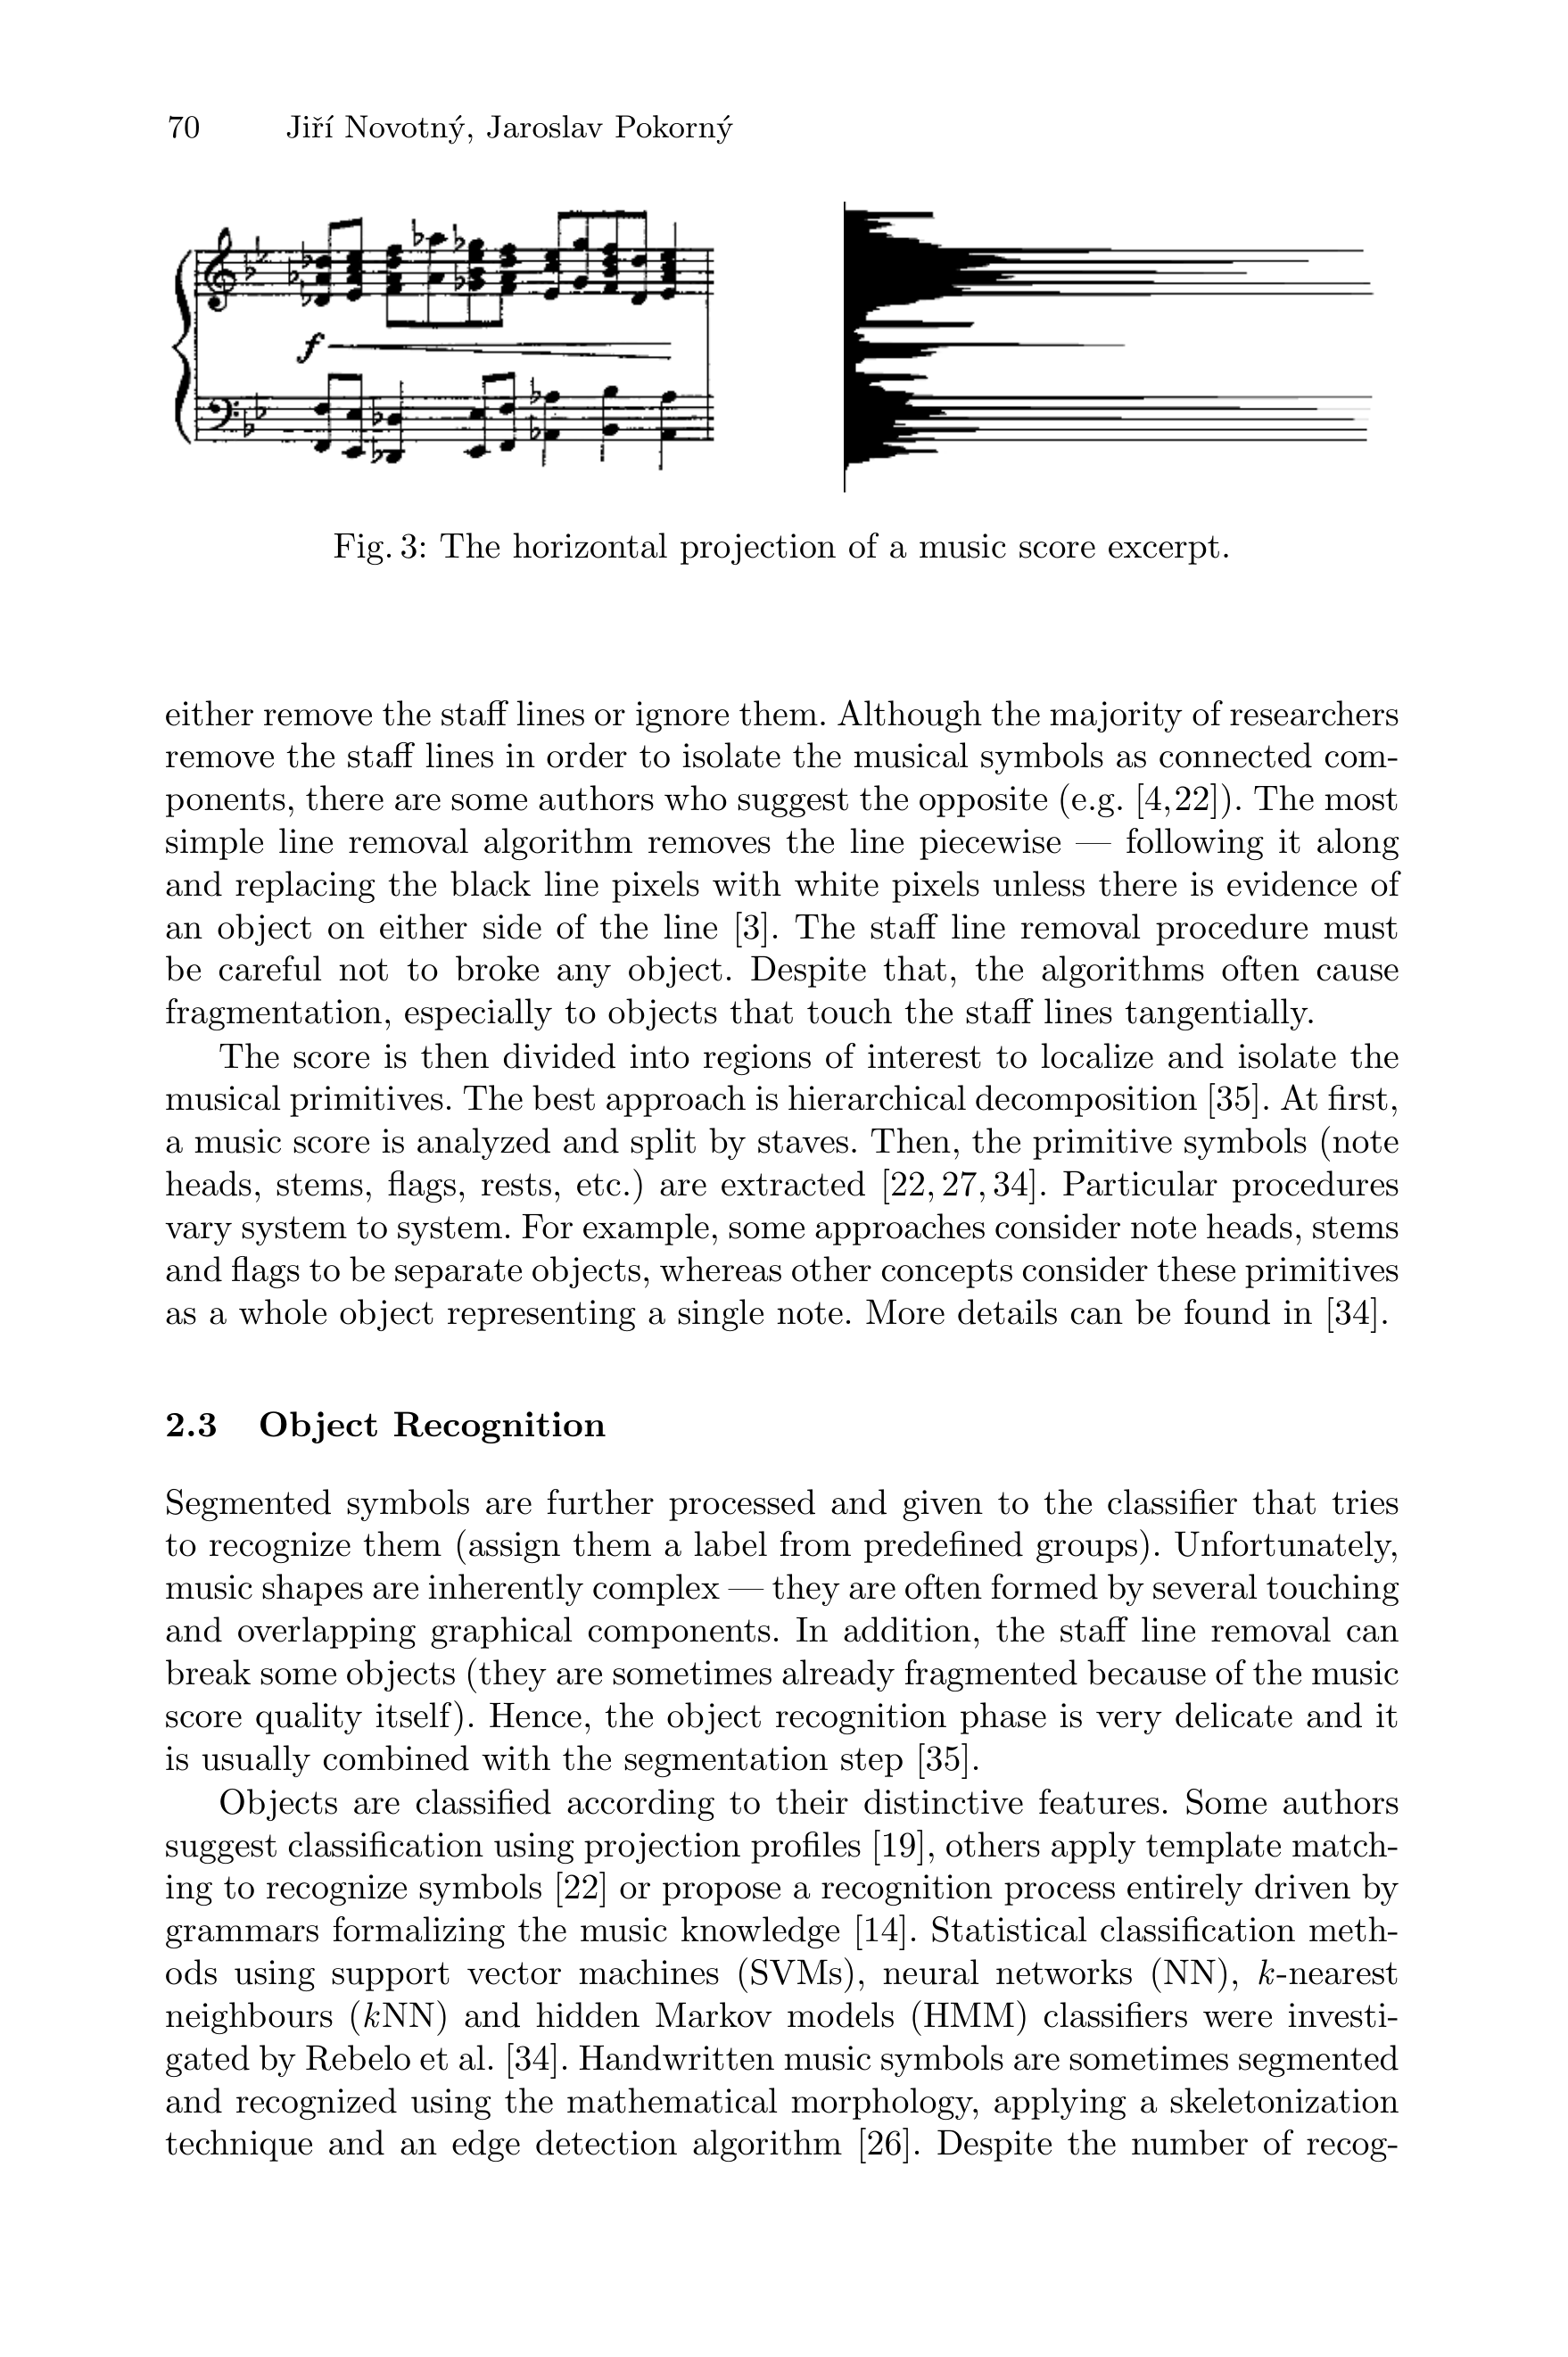 70 Jiří Novotný, Jaroslav Pokorný
f
Fig. 3: The horizontal projection of a music score excerpt.
either remove the staff lines or ignore them. Although the majority of researchers
remove the staff lines in order to isolate the musical symbols as connected com-
ponents, there are some authors who suggest the opposite (e.g. [4,22]). The most
simple line removal algorithm removes the line piecewise — following it along
and replacing the black line pixels with white pixels unless there is evidence of
an object on either side of the line [3]. The staff line removal procedure must
be careful not to broke any object. Despite that, the algorithms often cause
fragmentation, especially to objects that touch the staff lines tangentially.
The score is then divided into regions of interest to localize and isolate the
musical primitives. The best approach is hierarchical decomposition [35]. At first,
a music score is analyzed and split by staves. Then, the primitive symbols (note
heads, stems, flags, rests, etc.) are extracted [22, 27, 34]. Particular procedures
vary system to system. For example, some approaches consider note heads, stems
and flags to be separate objects, whereas other concepts consider these primitives
as a whole object representing a single note. More details can be found in [34].
2.3 Object Recognition
Segmented symbols are further processed and given to the classifier that tries
to recognize them (assign them a label from predefined groups). Unfortunately,
music shapes are inherently complex — they are often formed by several touching
and overlapping graphical components. In addition, the staff line removal can
break some objects (they are sometimes already fragmented because of the music
score quality itself). Hence, the object recognition phase is very delicate and it
is usually combined with the segmentation step [35].
Objects are classified according to their distinctive features. Some authors
suggest classification using projection profiles [19], others apply template match-
ing to recognize symbols [22] or propose a recognition process entirely driven by
grammars formalizing the music knowledge [14]. Statistical classification meth-
ods using support vector machines (SVMs), neural networks (NN), k-nearest
neighbours (kNN) and hidden Markov models (HMM) classifiers were investi-
gated by Rebelo et al. [34]. Handwritten music symbols are sometimes segmented
and recognized using the mathematical morphology, applying a skeletonization
technique and an edge detection algorithm [26]. Despite the number of recog-